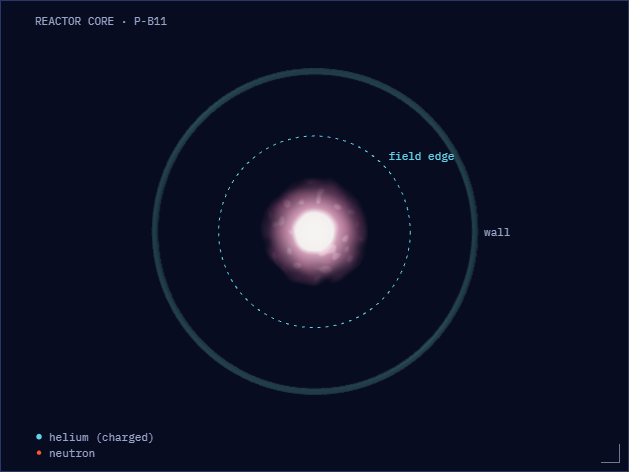 REACTOR CORE · P-B11
field edge
wall
helium (charged)
neutron